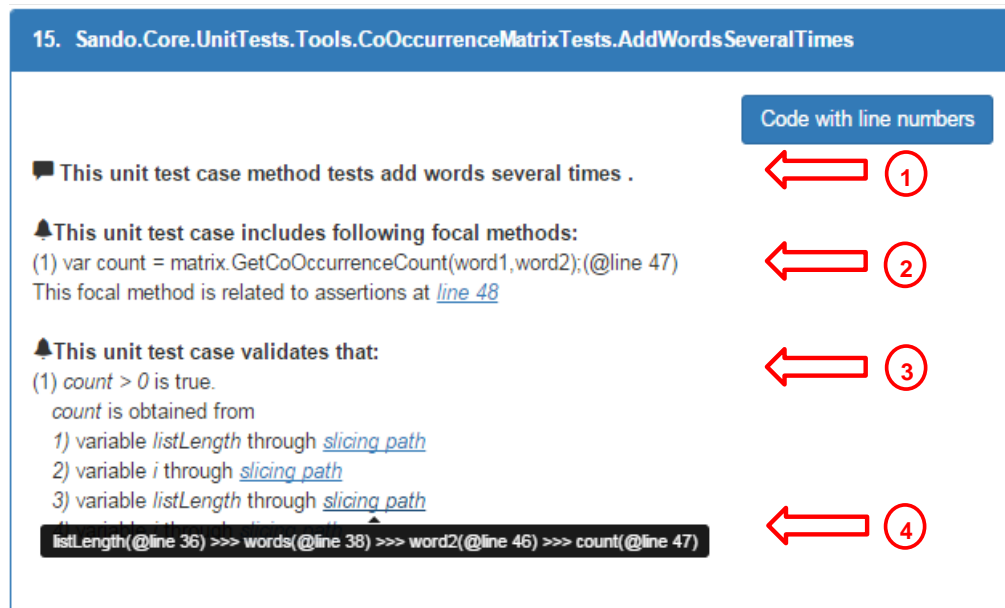 15. Sando.Core.UnitTests.Tools.CoOccurrenceMatrixTests.AddWordsSeveralTimes
Code with line numbers
This unit test case method tests add words several times .
1
This unit test case includes following focal methods:
(1) var count = matrix.GetCoOccurrenceCount(word1,word2);(@line 47)
2
This focal method is related to assertions at line 48
This unit test case validates that:
3
(1) count > 0 is true.
count is obtained from
1) variable listLength through slicing path
2) variable i through slicing path
3) variable listLength through slicing path
4) variable i through slicing path
4
listLength(@line 36) >>> words(@line 38) >>> word2(@line 46) >>> count(@line 47)